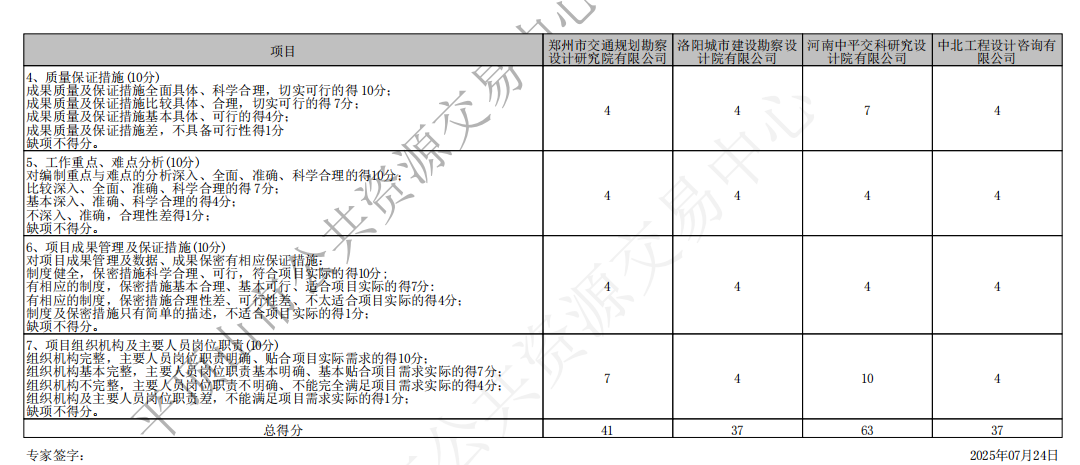 项目
郑州市交通规划勘察设计研究院有限公司
洛阳城市建设勘察设计院有限公司
河南中平交科研究设计院有限公司
中北工程设计咨询有限公司
4、质量保证措施(10分)
成果质量及保证措施全面具体、科学合理，切实可行的得 10分；
成果质量及保证措施比较具体、合理，切实可行的得 7分；
成果质量及保证措施基本具体、可行的得4分；
成果质量及保证措施差，不具备可行性得1分
缺项不得分。
4 4 7 4
5、工作重点、难点分析(10分)
对编制重点与难点的分析深入、全面、准确、科学合理的得10分；
比较深入、全面、准确、科学合理的得 7分；
基本深入、准确、科学合理的得4分；
不深入、准确，合理性差得1分；
缺项不得分。
4 4 4 4
6、项目成果管理及保证措施(10分)
对项目成果管理及数据、成果保密有相应保证措施：
制度健全，保密措施科学合理、可行，符合项目实际的得10分；
有相应的制度，保密措施基本合理、基本可行、适合项目实际的得7分；
有相应的制度，保密措施合理性差、可行性差、不太适合项目实际的得4分；
制度及保密措施只有简单的描述，不适合项目实际的得1分；
缺项不得分。
4 4 4 4
7、项目组织机构及主要人员岗位职责(10分)
组织机构完整，主要人员岗位职责明确、贴合项目实际需求的得10分；
组织机构基本完整，主要人员岗位职责基本明确、基本贴合项目需求实际的得7分；
组织机构不完整，主要人员岗位职责不明确、不能完全满足项目需求实际的得4分；
组织机构及主要人员岗位职责差，不能满足项目需求实际的得1分；
缺项不得分。
7 4 10 4
总得分 41 37 63 37
专家签字： 2025年07月24日
平顶山市公共资源交易中心
公共资源交易中心